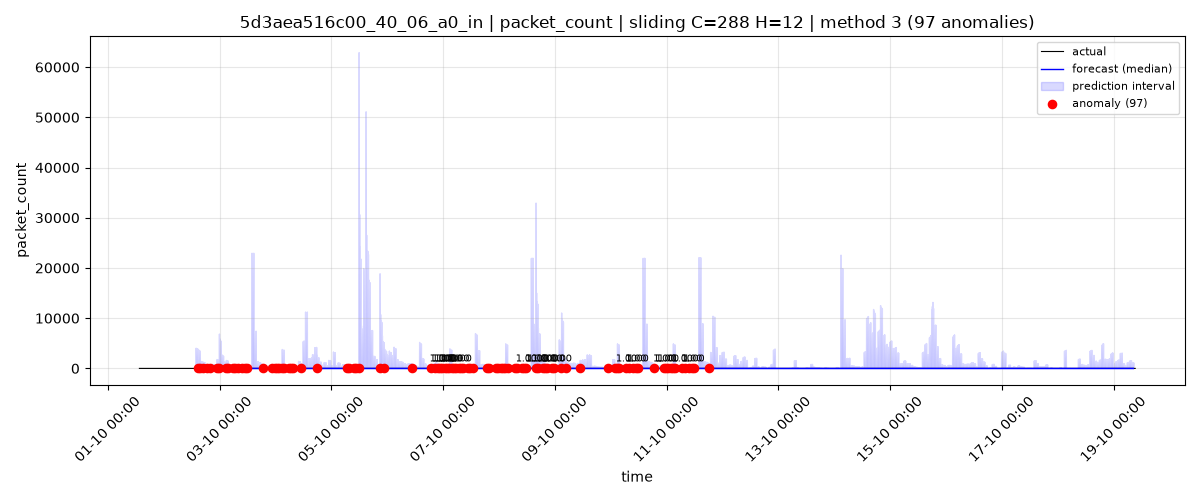 5d3aea516c00_40_06_a0_in | packet_count | sliding C=288 H=12 | method 3 (97 anomalies)
actual
forecast (median)
prediction interval
anomaly (97)
packet_count
60000
50000
40000
30000
20000
10000
0
01-10 00:00
03-10 00:00
05-10 00:00
07-10 00:00
09-10 00:00
11-10 00:00
13-10 00:00
15-10 00:00
17-10 00:00
19-10 00:00
time